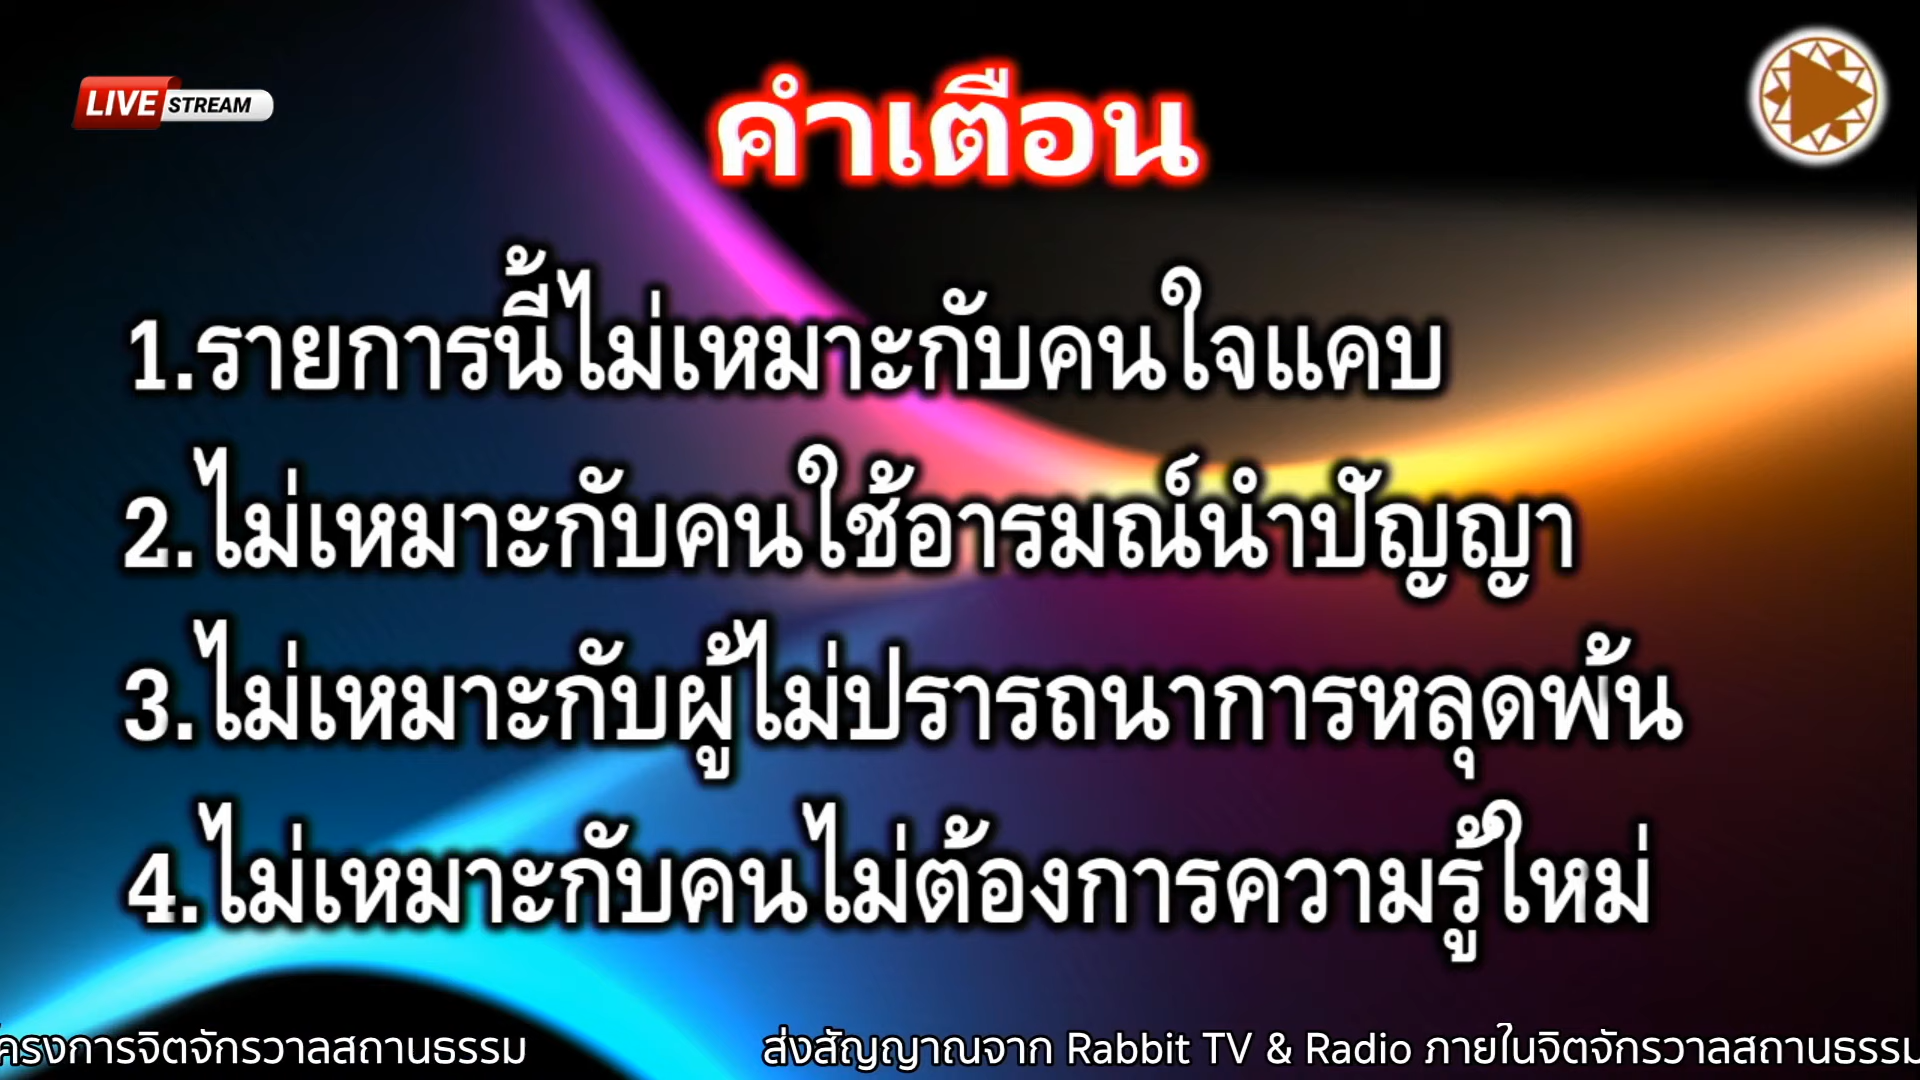 LIVE STREAM
คำเตือน
1.รายการนี้ไม่เหมาะกับคนใจแคบ
2.ไม่เหมาะกับคนใช้อารมณ์นำปัญญา
3.ไม่เหมาะกับผู้ไม่ปรารถนาการหลุดพ้น
4.ไม่เหมาะกับคนไม่ต้องการความรู้ใหม่
โครงการจิตจักรวาลสถานธรรม ส่งสัญญาณจาก Rabbit TV & Radio ภายในจิตจักรวาลสถานธรรม